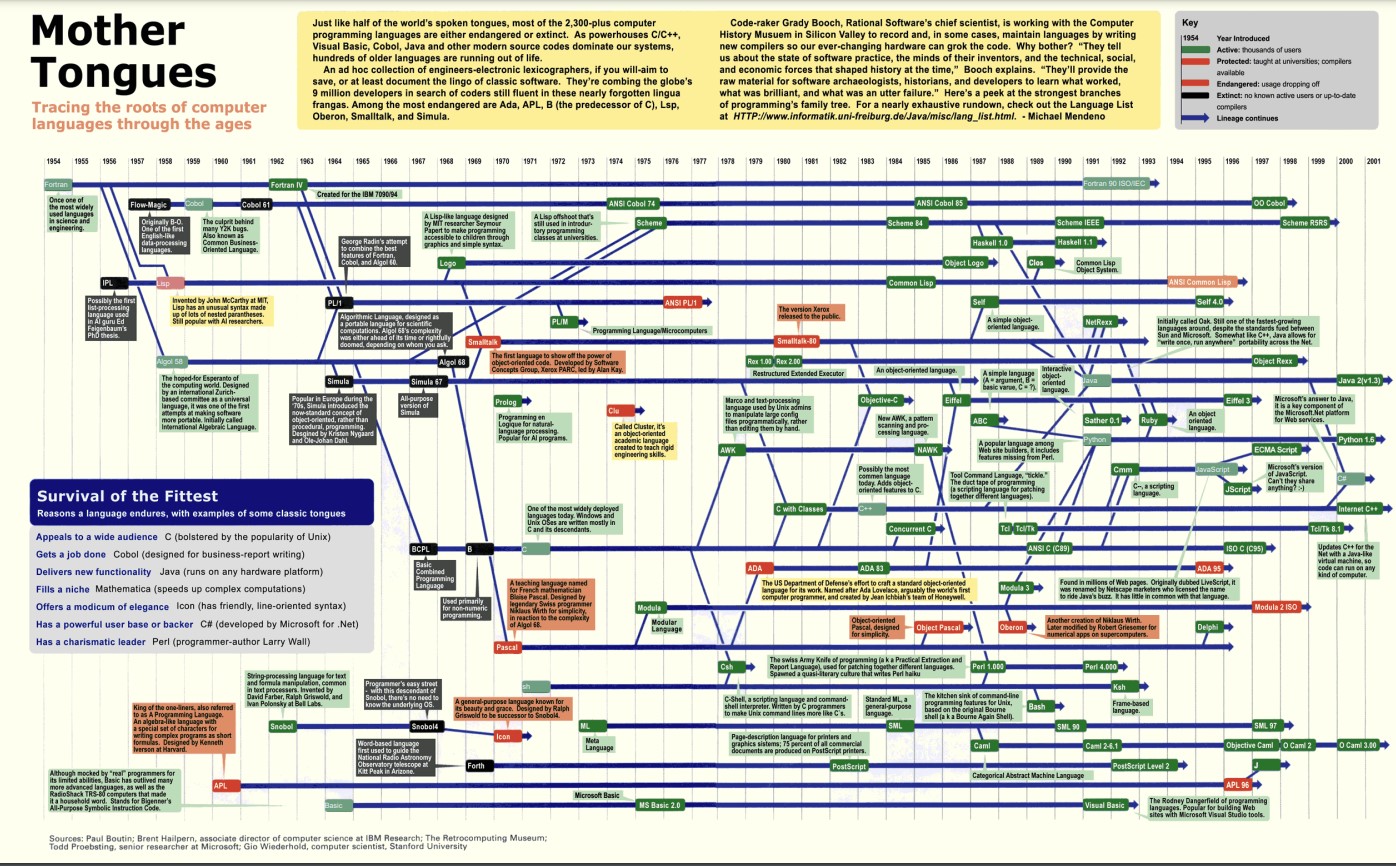 Mother
Tongues
Tracing the roots of computer
languages through the ages
Just like half of the world's spoken tongues, most of the 2,300-plus computer
programming languages are either endangered or extinct. As powerhouses C/C++,
Visual Basic, Cobol, Java and other modern source codes dominate our systems,
hundreds of older languages are running out of life.
An ad hoc collection of engineers-electronic lexicographers, if you will-aim to
save, or at least document the lingo of classic software. They're combing the globe's
9 million developers in search of coders still fluent in these nearly forgotten lingua
frangas. Among the most endangered are Ada, APL, B (the predecessor of C), Lsp,
Oberon, Smalltalk, and Simula.
Code-raker Grady Booch, Rational Software's chief scientist, is working with the Computer
History Musuem in Silicon Valley to record and, in some cases, maintain languages by writing
new compilers so our ever-changing hardware can grok the code. Why bother? "They tell
us about the state of software practice, the minds of their inventors, and the technical, social,
and economic forces that shaped history at the time," Booch explains. "They'll provide the
raw material for software archaeologists, historians, and developers to learn what worked,
what was brilliant, and what was an utter failure." Here's a peek at the strongest branches
of programming's family tree. For a nearly exhaustive rundown, check out the Language List
at HTTP://www.informatik.uni-freiburg.de/Java/misc/lang_list.html. - Michael Mendeno
Key
1954 Year Introduced
Active: thousands of users
Protected: taught at universities; compilers
available
Endangered: usage dropping off
Extinct: no known active users or up-to-date
compilers
Lineage continues
1954 1955 1956 1957 1958 1959 1960 1961 1962 1963 1964 1965 1966 1967 1968 1969 1970 1971 1972 1973 1974 1975 1976 1977 1978 1979 1980 1981 1982 1983 1984 1985 1986 1987 1988 1989 1990 1991 1992 1993 1994 1995 1996 1997 1998 1999 2000 2001
Fortran
Fortran IV
Fortran 90 ISO/IEC
Created for the IBM 7090/94
Once one of
the most widely
used languages
in science and
engineering.
Flow-Magic
Cobol
Cobol 61
ANSI Cobol 74
ANSI Cobol 85
OO Cobol
Originally B-O.
One of the first
English-like
data-processing
languages.
The culprit behind
many Y2K bugs.
Also known as
Common Business-
Oriented Language.
A Lisp-like language designed
by MIT researcher Seymour
Papert to make programming
accessible to children through
graphics and simple syntax.
A Lisp offshoot that's
still used in introduc-
tory programming
classes at universities.
Scheme
Scheme 84
Scheme IEEE
Scheme R5RS
George Radin's attempt
to combine the best
features of Fortran,
Cobol, and Algol 60.
Haskell 1.0
Haskell 1.1
Logo
Object Logo
Clos
Common Lisp
Object System.
IPL
Lisp
Common Lisp
ANSI Common Lisp
Possibly the first
list-processing
language used
in AI guru Ed
Feigenbaum's
PhD thesis.
Invented by John McCarthy at MIT,
Lisp has an unusual syntax made
up of lots of nested parantheses.
Still popular with AI researchers.
PL/1
ANSI PL/1
Self
Self 4.0
The version Xerox
released to the public.
Algorithmic Language, designed as
a portable language for scientific
computations. Algol 68's complexity
was either ahead of its time or rightfully
doomed, depending on whom you ask.
PL/M
Programming Language/Microcomputers
A simple object-
oriented language.
NetRexx
Initially called Oak. Still one of the fastest-growing
languages around, despite the standards fued between
Sun and Microsoft. Somewhat like C++, Java allows for
"write once, run anywhere" portability across the Net.
Smalltalk
Smalltalk-80
The first language to show off the power of
object-oriented code. Developed by Software
Concepts Group, Xerox PARC, led by Alan Kay.
Algol 58
Algol 68
Rex 1.00
Rex 2.00
Object Rexx
Restructured Extended Executor
An object-oriented language.
A simple language
(A = argument, B =
basic varue, C = ?).
Interactive
object-
oriented
language.
The hoped-for Esperanto of
the computing world. Designed
by an international Zurich-
based committee as a universal
language, it was one of the first
attempts at making software
more portable. Initially called
International Algebraic Language.
Simula
Simula 67
Java
Java 2(v1.3)
Popular in Europe during the
'70s, Simula introduced the
now-standard concept of
object-oriented, rather than
procedural, programming.
Desgined by Kristen Nygaard
and Ole-Johan Dahl.
All-purpose
version of
Simula
Prolog
Programming en
Logique for natural-
language processing.
Popular for AI programs.
Clu
Called Cluster, it's
an object-oriented
academic language
created to teach rigid
engineering skills.
Marco and text-processing
language used by Unix admins
to manipulate large config
files programmatically, rather
than editing them by hand.
Objective-C
Eiffel
Eiffel 3
Microsoft's answer to Java,
it is a key component of
the Microsoft.Net platform
for Web services.
New AWK, a pattern
scanning and pro-
cessing language.
ABC
Sather 0.1
Ruby
An object
oriented
language.
Python
Python 1.6
A popular language among
Web site builders, it includes
features missing from Perl.
AWK
NAWK
ECMA Script
Possibly the most
common language
today. Adds object-
oriented features to C.
Tool Command Language, "tickle."
The duct tape of programming
(a scripting language for patching
together different languages).
Cmm
C--, a scripting
language.
JavaScript
JScript
Microsoft's version
of JavaScript.
Can't they share
anything? :-)
C#
Survival of the Fittest
Reasons a language endures, with examples of some classic tongues
Appeals to a wide audience C (bolstered by the popularity of Unix)
Gets a job done Cobol (designed for business-report writing)
Delivers new functionality Java (runs on any hardware platform)
Fills a niche Mathematica (speeds up complex computations)
Offers a modicum of elegance Icon (has friendly, line-oriented syntax)
Has a powerful user base or backer C# (developed by Microsoft for .Net)
Has a charismatic leader Perl (programmer-author Larry Wall)
One of the most widely deployed
languages today. Windows and
Unix OSes are written mostly in
C and its descendants.
C with Classes
C++
Internet C++
Concurrent C
Tcl
Tcl/Tk
Tcl/Tk 8.1
BCPL
B
C
ANSI C (C89)
ISO C (C95)
Updates C++ for the
Net with a Java-like
virtual machine, so
code can run on any
kind of computer.
Basic
Combined
Programming
Language
Used primarily
for non-numeric
programming.
ADA
ADA 83
ADA 95
The US Department of Defense's effort to craft a standard object-oriented
language for its work. Named after Ada Lovelace, arguably the world's first
computer programmer, and created by Jean Ichbiah's team of Honeywell.
A teaching language named
for French mathematician
Blaise Pascal. Designed by
legendary Swiss programmer
Niklaus Wirth for simplicity,
in reaction to the complexity
of Algol 68.
Modula 3
Found in millions of Web pages. Originally dubbed LiveScript, it
was renamed by Netscape marketers who licensed the name
to ride Java's buzz. It has little in common with that language.
Modula
Modula 2 ISO
Modular
Language
Object-oriented
Pascal, designed
for simplicity.
Object Pascal
Oberon
Another creation of Niklaus Wirth.
Later modified by Robert Griesemer for
numerical apps on supercomputers.
Delphi
Pascal
Csh
The swiss Army Knife of programming (a k a Practical Extraction and
Report Language), used for patching together different languages.
Spawned a quasi-literary culture that writes Perl haiku
Perl 1.000
Perl 4.000
String-processing language for text
and formula manipulation, common
in text processers. Invented by
David Farber, Ralph Griswold, and
Ivan Polonsky at Bell Labs.
Programmer's easy street
- with this descendant of
Snobol, there's no need to
know the underlying OS.
sh
Ksh
King of the one-liners, also referred
to as A Programming Language.
An algebra-like language with
a special set of characters for
writing complex programs as short
formulas. Designed by Kenneth
Iverson at Harvard.
A general-purpose language known for
its beauty and grace. Designed by Ralph
Griswold to be successor to Snobol4.
C-Shell, a scripting language and command-
shell interpreter. Written by C programmers
to make Unix command lines more like C`s.
Standard ML, a
general-purpose
language.
The kitchen sink of command-line
programming features for Unix,
based on the original Bourne
shell (a k a Bourne Again Shell).
Bash
Frame-based
language.
Snobol
Snobol4
Icon
ML
SML
SML 90
SML 97
Meta
Language
Word-based language
first used to guide the
National Radio Astronomy
Observatory telescope at
Kitt Peak in Arizone.
Page-description language for printers and
graphics sistems; 75 percent of all commercial
documents are produced on PostScript printers.
Caml
Caml 2-6.1
Objective Caml
O Caml 2
O Caml 3.00
Forth
PostScript
PostScript Level 2
J
Categorical Abstract Machine Language
Although mocked by "real" programmers for
its limited abilities, Basic has outlived many
more advanced languages, as well as the
RadioShack TRS-80 computers that made
it a household word. Stands for Bigenner's
All-Purpose Symbolic Instruction Code.
APL
APL 96
Microsoft Basic
Basic
MS Basic 2.0
Visual Basic
The Rodney Dangerfield of programming
languages. Popular for building Web
sites with Microsoft Visual Studio tools.
Sources: Paul Boutin; Brent Hailpern, associate director of computer science at IBM Research; The Retrocomputing Museum;
Todd Proebsting, senior researcher at Microsoft; Gio Wiederhold, computer scientist, Stanford University